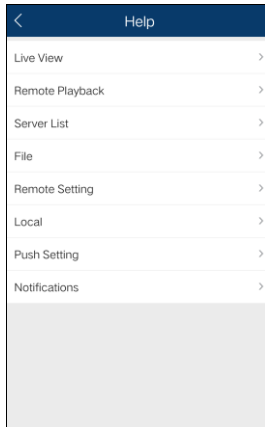 Help
Live View
Remote Playback
Server List
File
Remote Setting
Local
Push Setting
Notifications